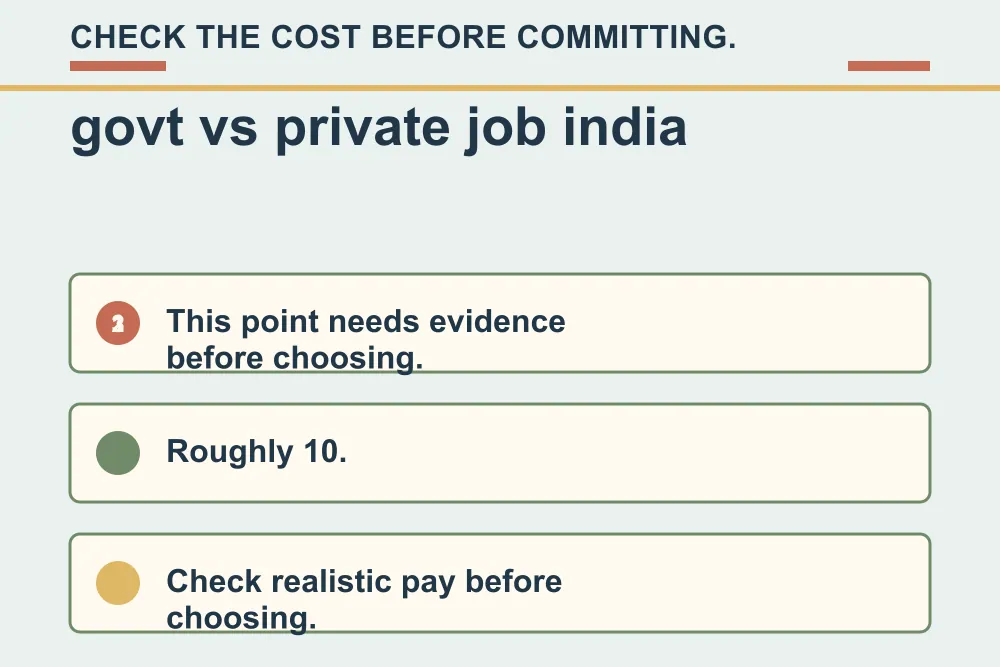 CHECK THE COST BEFORE COMMITTING.
govt vs private job india
This point needs evidence
before choosing.
Roughly 10.
Check realistic pay before
choosing.